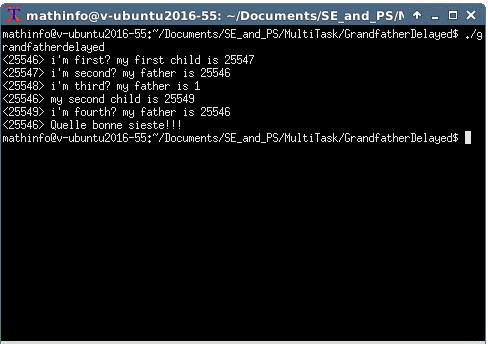 mathinfo@v-ubuntu2016-55: ~/Documents/SE_and_PS/M
mathinfo@v-ubuntu2016-55:~/Documents/SE_and_PS/MultiTask/GrandfatherDelayed$ ./g
randfatherdelayed
<25546> i'm first? my first child is 25547
<25547> i'm second? my father is 25546
<25548> i'm third? my father is 1
<25546> my second child is 25549
<25549> i'm fourth? my father is 25546
<25546> Quelle bonne sieste!!!
mathinfo@v-ubuntu2016-55:~/Documents/SE_and_PS/MultiTask/GrandfatherDelayed$